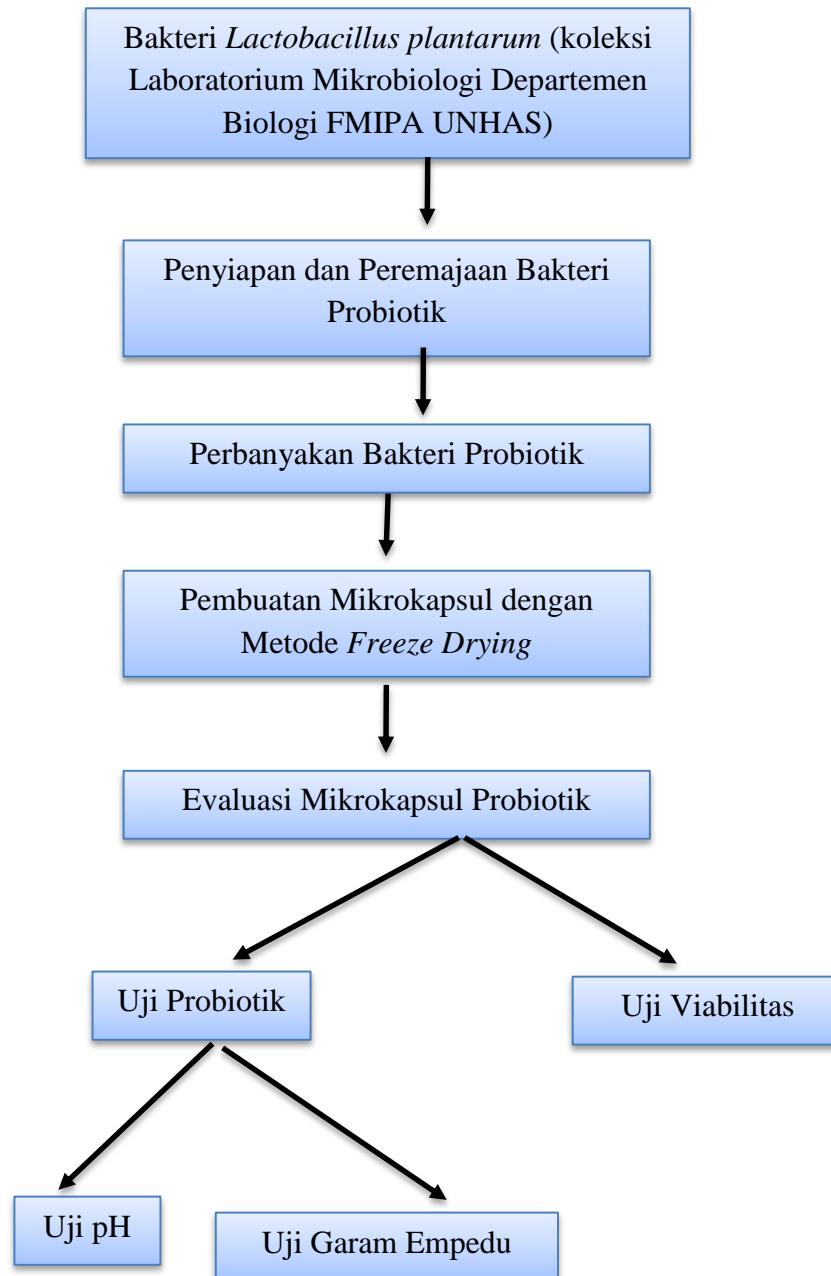 Bakteri Lactobacillus plantarum (koleksi
Laboratorium Mikrobiologi Departemen
Biologi FMIPA UNHAS)
Penyiapan dan Peremajaan Bakteri
Probiotik
Perbanyakan Bakteri Probiotik
Pembuatan Mikrokapsul dengan
Metode Freeze Drying
Evaluasi Mikrokapsul Probiotik
Uji Probiotik
Uji Viabilitas
Uji pH
Uji Garam Empedu